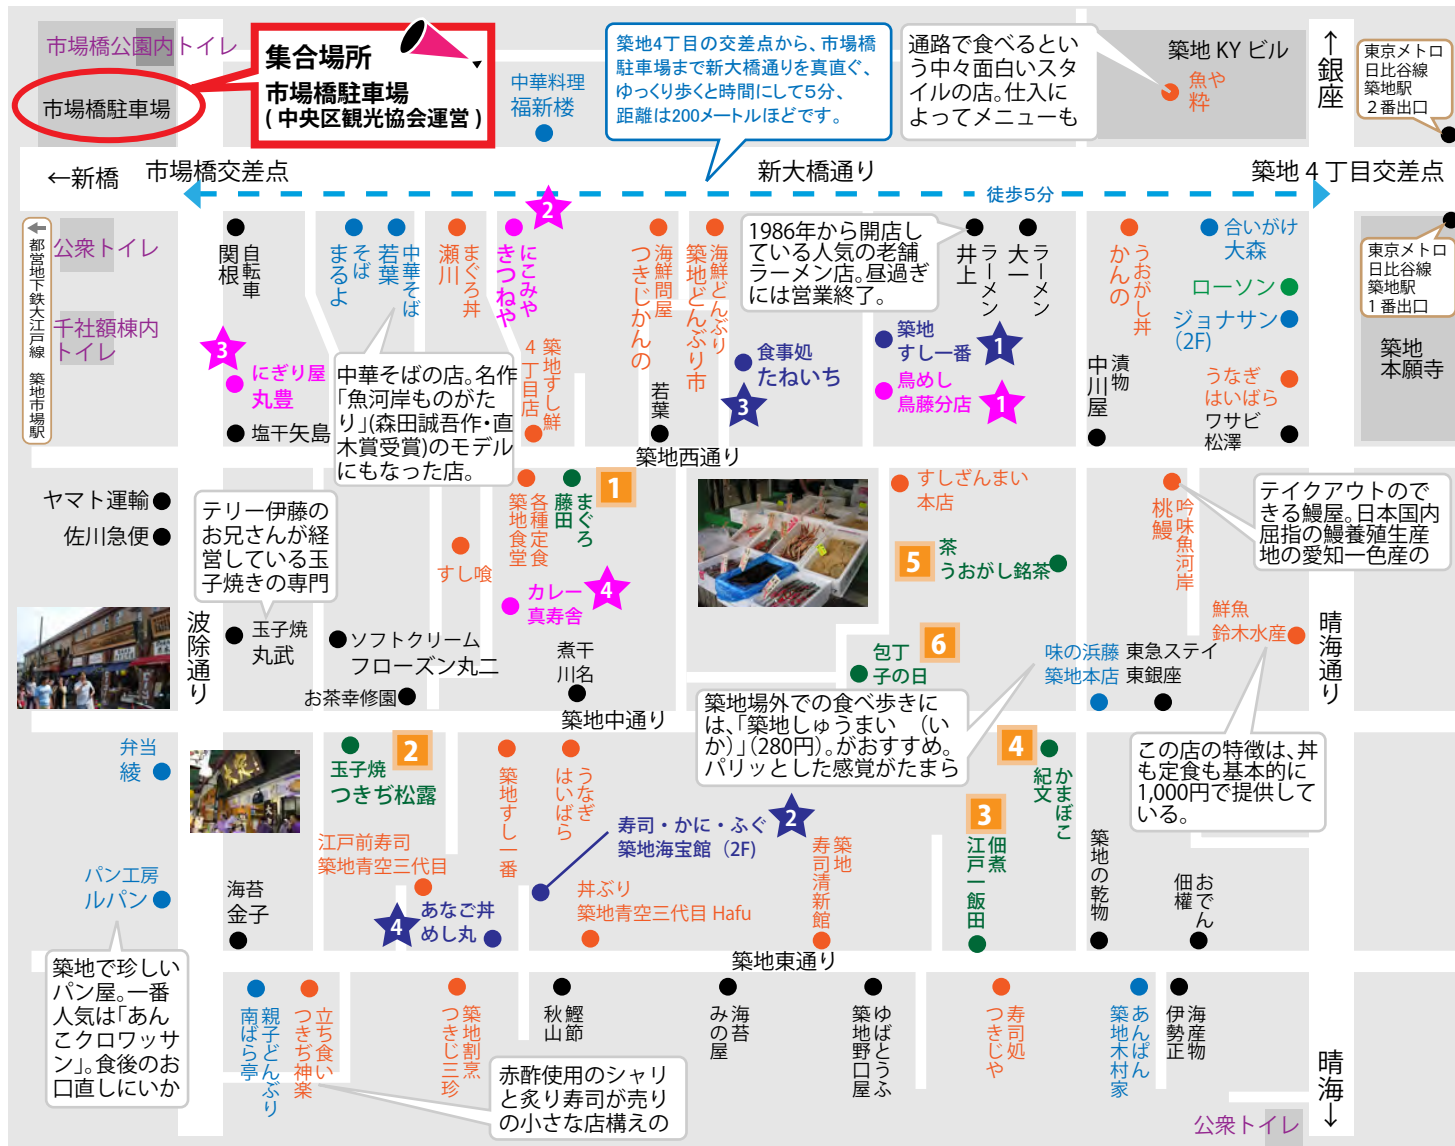 市場橋公園内トイレ
市場橋駐車場
集合場所
市場橋駐車場
(中央区観光協会運営)
中華料理
福新楼
築地4丁目の交差点から、市場橋
駐車場まで新大橋通りを真直ぐ、
ゆっくり歩くと時間にして5分、
距離は200メートルほどです。
通路で食べるとい
う中々面白いスタ
イルの店。仕入に
よってメニューも
築地 KY ビル
魚や
粋
↑銀座
東京メトロ
日比谷線
築地駅
2番出口
←新橋
市場橋交差点
新大橋通り
築地4丁目交差点
徒歩5分
←都営地下鉄大江戸線 築地市場駅
公衆トイレ
千社額棟内
トイレ
自転車
関根
そば
まるよ
中華そば
若葉
まぐろ丼
瀬川
2
にこみや
きつねや
海鮮問屋
つきじかんの
海鮮どんぶり
築地どんぶり市
1986年から開店し
ている人気の老舗
ラーメン店。昼過ぎ
には営業終了。
ラーメン
井上
ラーメン
大一
うおがし丼
かんの
合いがけ
大森
ローソン
ジョナサン
(2F)
東京メトロ
日比谷線
築地駅
1番出口
築地
本願寺
3
にぎり屋
丸豊
塩干矢島
中華そばの店。名作
「魚河岸ものがた
り」(森田誠吾作・直
木賞受賞)のモデル
にもなった店。
築地すし鮮
4丁目店
若葉
食事処
たねいち
3
築地
すし一番
1
鳥めし
鳥藤分店
1
漬物
中川屋
うなぎ
はいばら
ワサビ
松澤
築地西通り
ヤマト運輸
佐川急便
テリー伊藤の
お兄さんが経
営している玉
子焼きの専門
各種定食
築地食堂
まぐろ
藤田
1
すし喰
カレー
真寿舎
4
すしざんまい
本店
5
茶
うおがし銘茶
吟味魚河岸
桃鰻
テイクアウトので
きる鰻屋。日本国内
屈指の鰻養殖生産
地の愛知一色産の
波除通り
玉子焼
丸武
ソフトクリーム
フローズン丸二
お茶幸修園
煮干
川名
包丁
子の日
6
味の浜藤
築地本店
東急ステイ
東銀座
鮮魚
鈴木水産
晴海通り
築地中通り
築地場外での食べ歩きに
は、「築地しゅうまい (い
か)」(280円)。がおすすめ。
パリッとした感覚がたまら
この店の特徴は、丼
も定食も基本的に
1,000円で提供して
いる。
弁当
綾
玉子焼
つきぢ松露
2
築地すし一番
うなぎ
はいばら
4
かまぼこ
紀文
3
佃煮
江戸一飯田
寿司・かに・ふぐ
築地海宝館(2F)
2
築地
寿司清新館
築地の乾物
おでん
佃權
パン工房
ルパン
海苔
金子
江戸前寿司
築地青空三代目
4
あなご丼
めし丸
丼ぶり
築地青空三代目 Hafu
築地東通り
築地で珍しい
パン屋。一番
人気は「あん
こクロワッサ
ン」。食後のお
口直しにいか
親子どんぶり
南ばら亭
立ち食い
つきぢ神楽
築地割烹
つきじ三珍
鰹節
秋山
海苔
みの屋
ゆばとうふ
築地野口屋
寿司処
つきじや
あんぱん
築地木村家
海産物
伊勢正
赤酢使用のシャリ
と炙り寿司が売り
の小さな店構えの
晴海↓
公衆トイレ